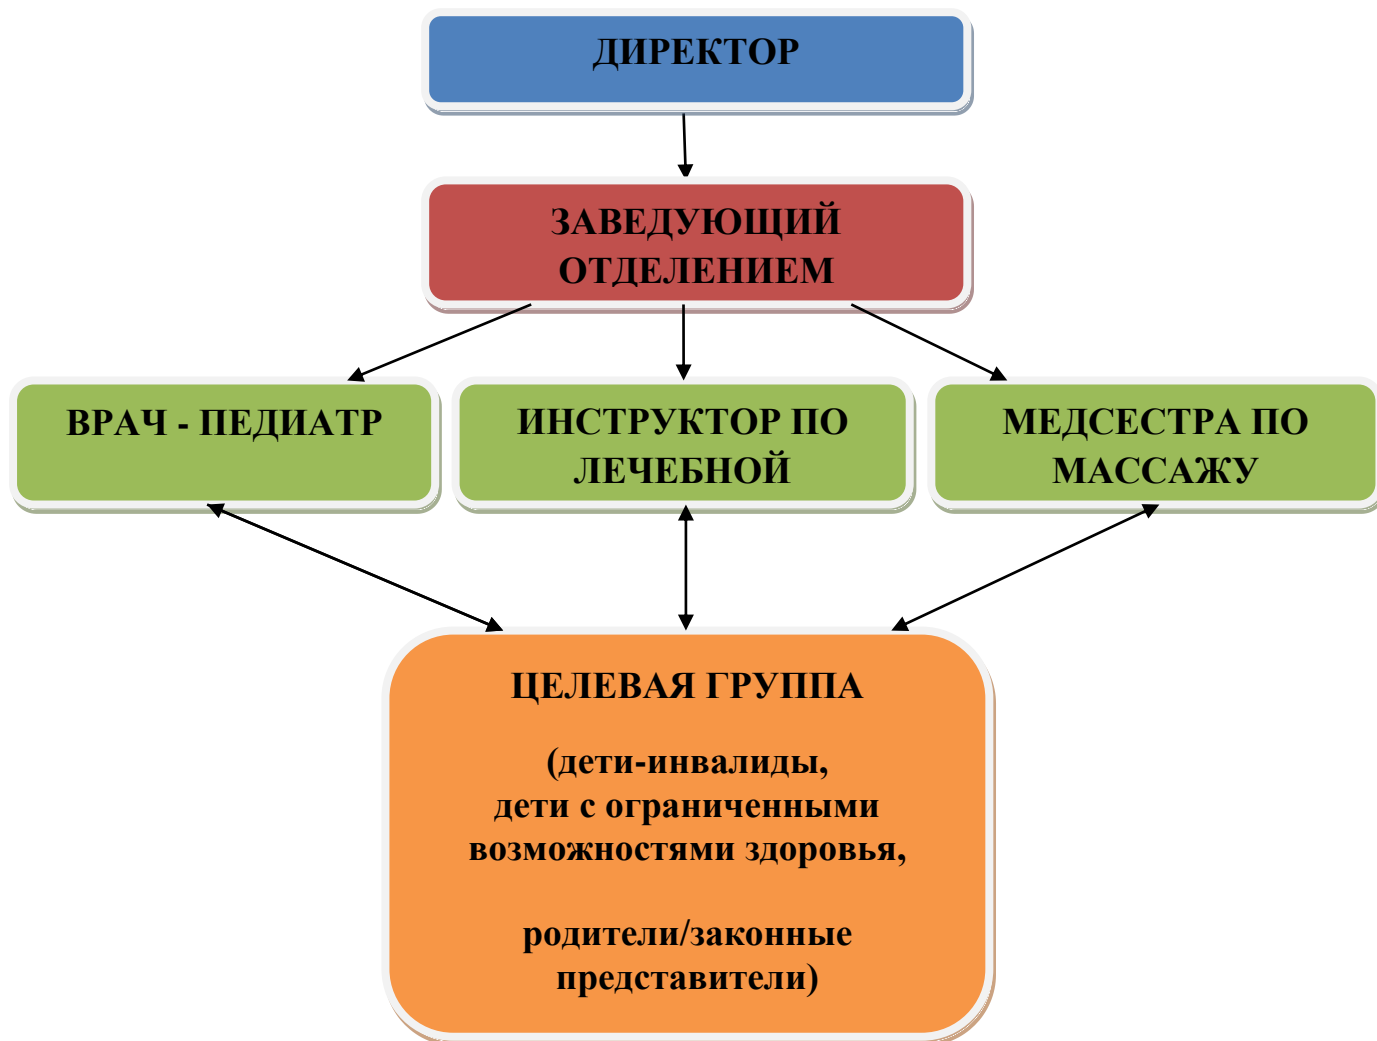 ДИРЕКТОР
ЗАВЕДУЮЩИЙ
ОТДЕЛЕНИЕМ
ВРАЧ - ПЕДИАТР
ИНСТРУКТОР ПО
ЛЕЧЕБНОЙ
МЕДСЕСТРА ПО
МАССАЖУ
ЦЕЛЕВАЯ ГРУППА
(дети-инвалиды,
дети с ограниченными
возможностями здоровья,
родители/законные
представители)